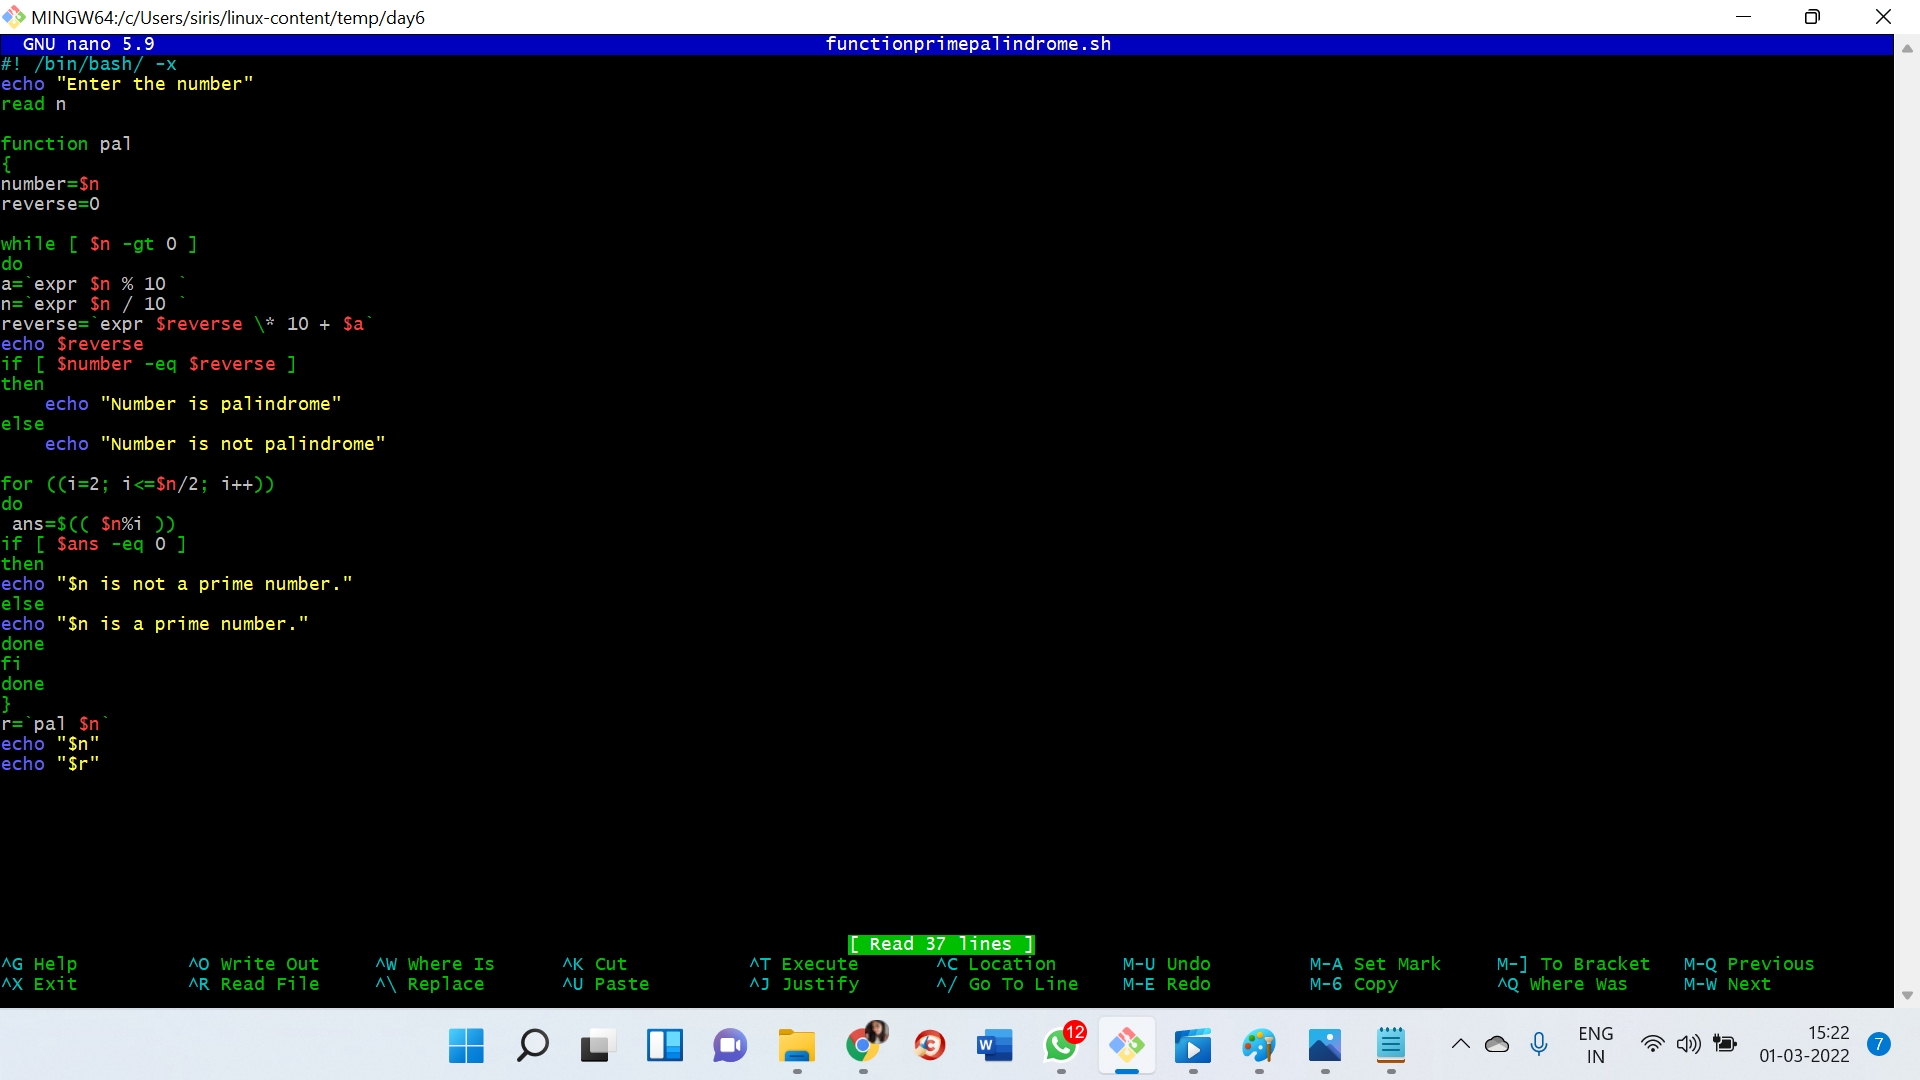 MINGW64:/c/Users/siris/linux-content/temp/day6
GNU nano 5.9 functionprimepalindrome.sh
#! /bin/bash/ -x
echo "Enter the number"
read n
function pal
{
number=$n
reverse=0
while [ $n -gt 0 ]
do
a=`expr $n % 10 `
n=`expr $n / 10 `
reverse=`expr $reverse \* 10 + $a`
echo $reverse
if [ $number -eq $reverse ]
then
    echo "Number is palindrome"
else
    echo "Number is not palindrome"
for ((i=2; i<=$n/2; i++))
do
 ans=$(( $n%i ))
if [ $ans -eq 0 ]
then
echo "$n is not a prime number."
else
echo "$n is a prime number."
done
fi
done
}
r=`pal $n`
echo "$n"
echo "$r"
[ Read 37 lines ]
^G Help ^O Write Out ^W Where Is ^K Cut ^T Execute ^C Location M-U Undo M-A Set Mark M-] To Bracket M-Q Previous
^X Exit ^R Read File ^\ Replace ^U Paste ^J Justify ^/ Go To Line M-E Redo M-6 Copy ^Q Where Was M-W Next
12
W
ENG
IN
15:22
01-03-2022
7